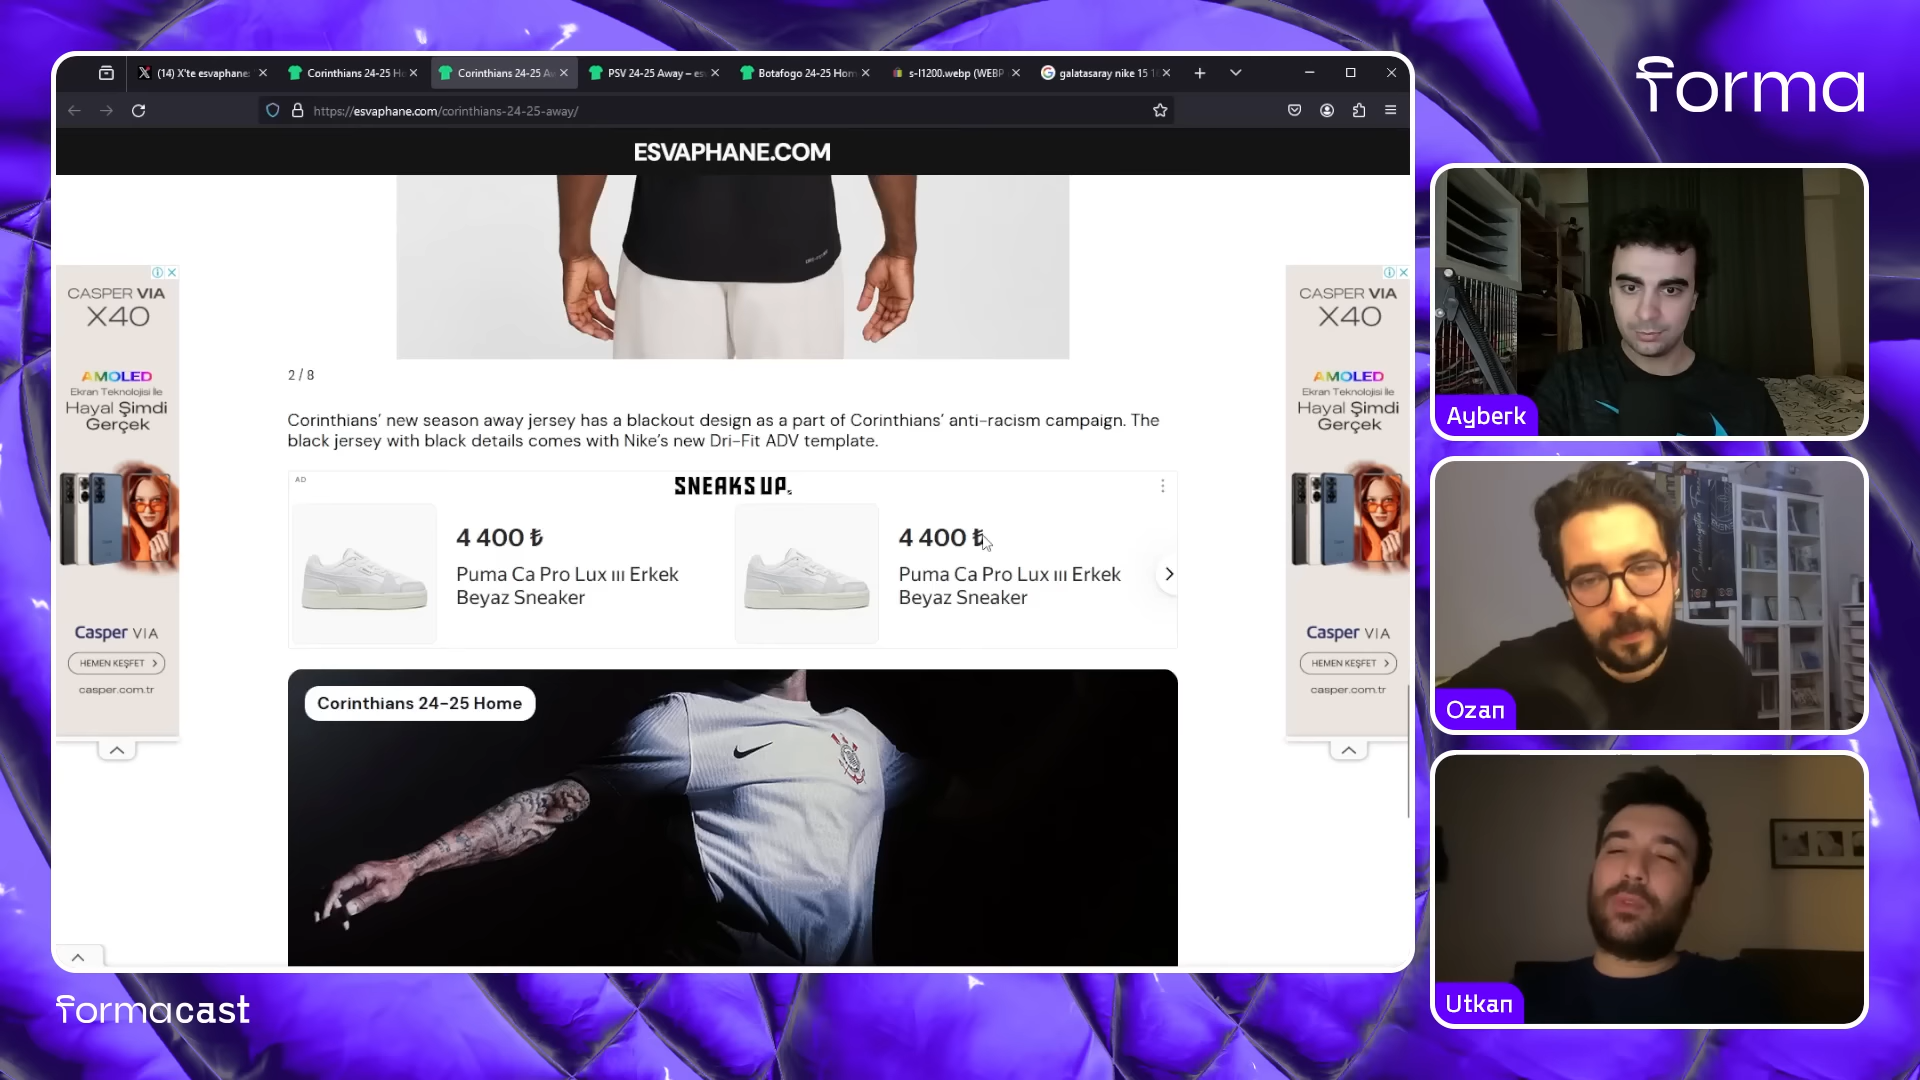 forma
(14) X'te esvaphane:
Corinthians 24-25 H
Corinthians 24-25 A
PSV 24-25 Away – es
Botafogo 24-25 Hom
s-l1200.webp (WEBP
galatasaray nike 15 1
https://esvaphane.com/corinthians-24-25-away/
ESVAPHANE.COM
CASPER VIA
X40
AMOLED
Ekran Teknolojisi İle
Hayal Şimdi
Gerçek
Casper VIA
HEMEN KEŞFET
casper.com.tr
2 / 8
Corinthians’ new season away jersey has a blackout design as a part of Corinthians’ anti-racism campaign. The
black jersey with black details comes with Nike’s new Dri-Fit ADV template.
AD
SNEAKS UP.
4 400 ₺
Puma Ca Pro Lux ııı Erkek
Beyaz Sneaker
4 400 ₺
Puma Ca Pro Lux ııı Erkek
Beyaz Sneaker
Corinthians 24-25 Home
CASPER VIA
X40
AMOLED
Ekran Teknolojisi İle
Hayal Şimdi
Gerçek
Casper VIA
HEMEN KEŞFET
casper.com.tr
Ayberk
Ozan
Utkan
formacast